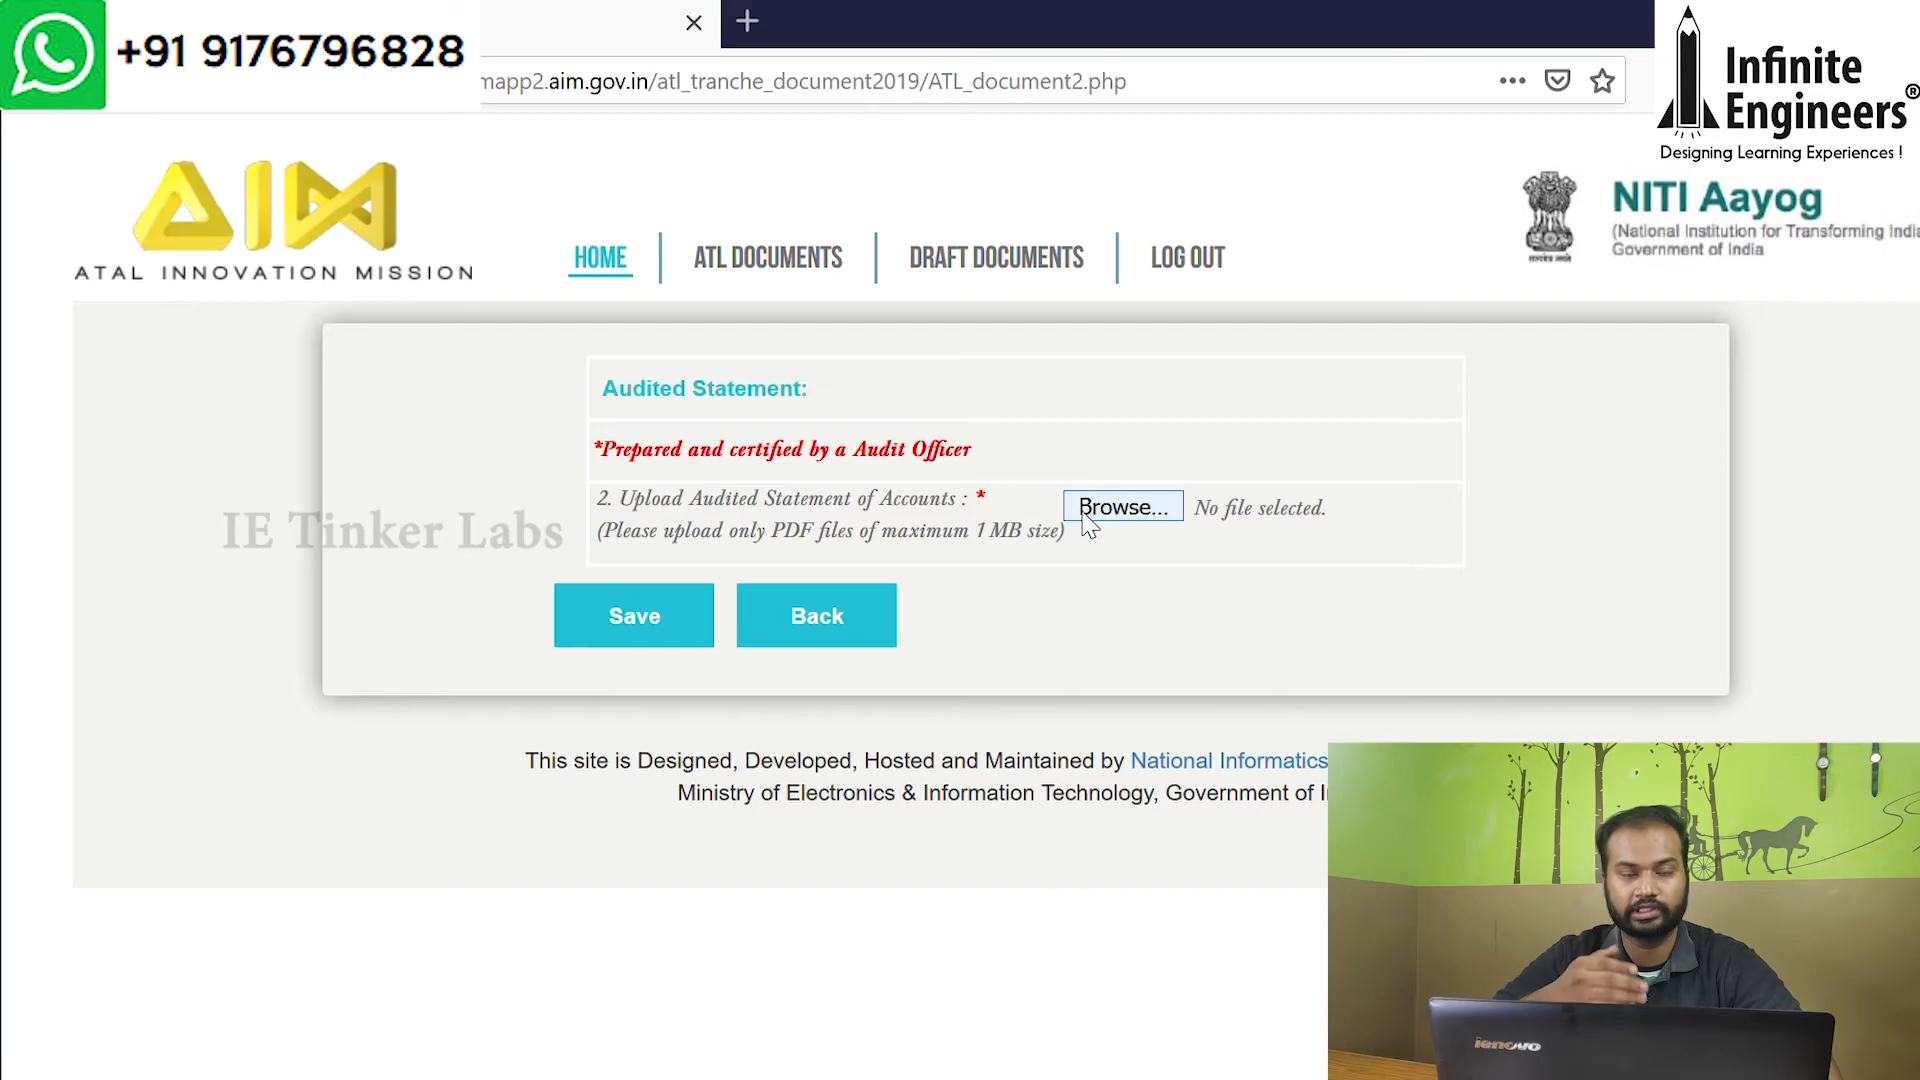 +91 9176796828
mapp2.aim.gov.in/atl_tranche_document2019/ATL_document2.php
Infinite
Engineers®
Designing Learning Experiences !
ATAL INNOVATION MISSION
HOME
ATL DOCUMENTS
DRAFT DOCUMENTS
LOG OUT
NITI Aayog
(National Institution for Transforming India
Government of India
Audited Statement:
*Prepared and certified by a Audit Officer
2. Upload Audited Statement of Accounts : *
(Please upload only PDF files of maximum 1 MB size)
Browse... No file selected.
IE Tinker Labs
Save
Back
This site is Designed, Developed, Hosted and Maintained by National Informatics
Ministry of Electronics & Information Technology, Government of
lenovo